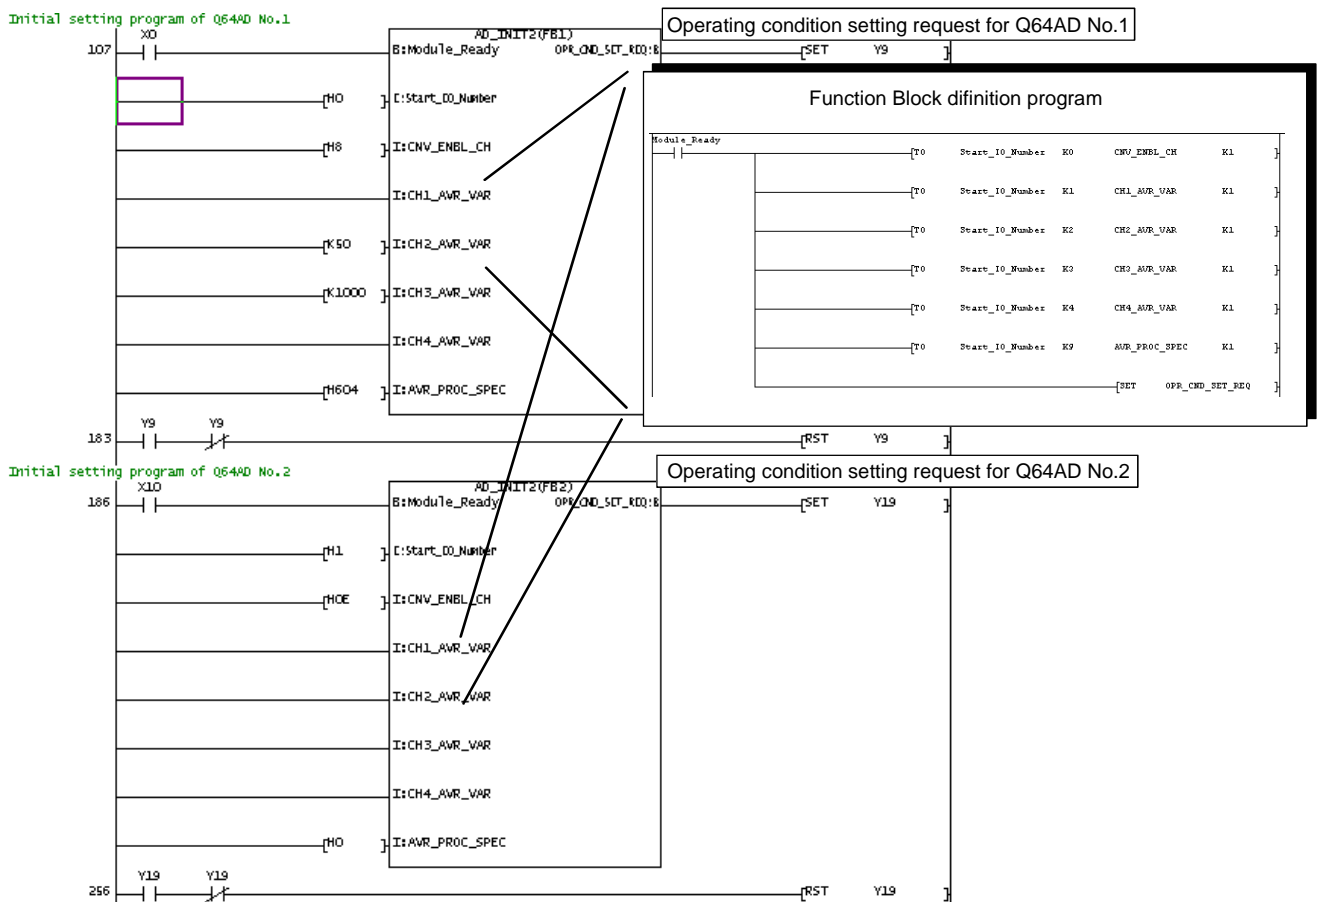 Initial setting program of Q64AD No.1
Operating condition setting request for Q64AD No.1
X0
AD_INIT2(FB1)
107 B:Module_Ready OPR_CND_SET_REQ:B [SET Y9 ]
[H0 ] I:Start_IO_Number
[H8 ] I:CNV_ENBL_CH
I:CH1_AVR_VAR
[K50 ] I:CH2_AVR_VAR
[K1000 ] I:CH3_AVR_VAR
I:CH4_AVR_VAR
[H604 ] I:AVR_PROC_SPEC
Function Block difinition program
Module_Ready
[TO Start_IO_Number K0 CNV_ENBL_CH K1 ]
[TO Start_IO_Number K1 CH1_AVR_VAR K1 ]
[TO Start_IO_Number K2 CH2_AVR_VAR K1 ]
[TO Start_IO_Number K3 CH3_AVR_VAR K1 ]
[TO Start_IO_Number K4 CH4_AVR_VAR K1 ]
[TO Start_IO_Number K9 AVR_PROC_SPEC K1 ]
[SET OPR_CND_SET_REQ ]
Y9 Y9
183 [RST Y9 ]
Initial setting program of Q64AD No.2
Operating condition setting request for Q64AD No.2
X10
AD_INIT2(FB2)
186 B:Module_Ready OPR_CND_SET_REQ:B [SET Y19 ]
[H1 ] I:Start_IO_Number
[H0E ] I:CNV_ENBL_CH
I:CH1_AVR_VAR
I:CH2_AVR_VAR
I:CH3_AVR_VAR
I:CH4_AVR_VAR
[H0 ] I:AVR_PROC_SPEC
Y19 Y19
256 [RST Y19 ]